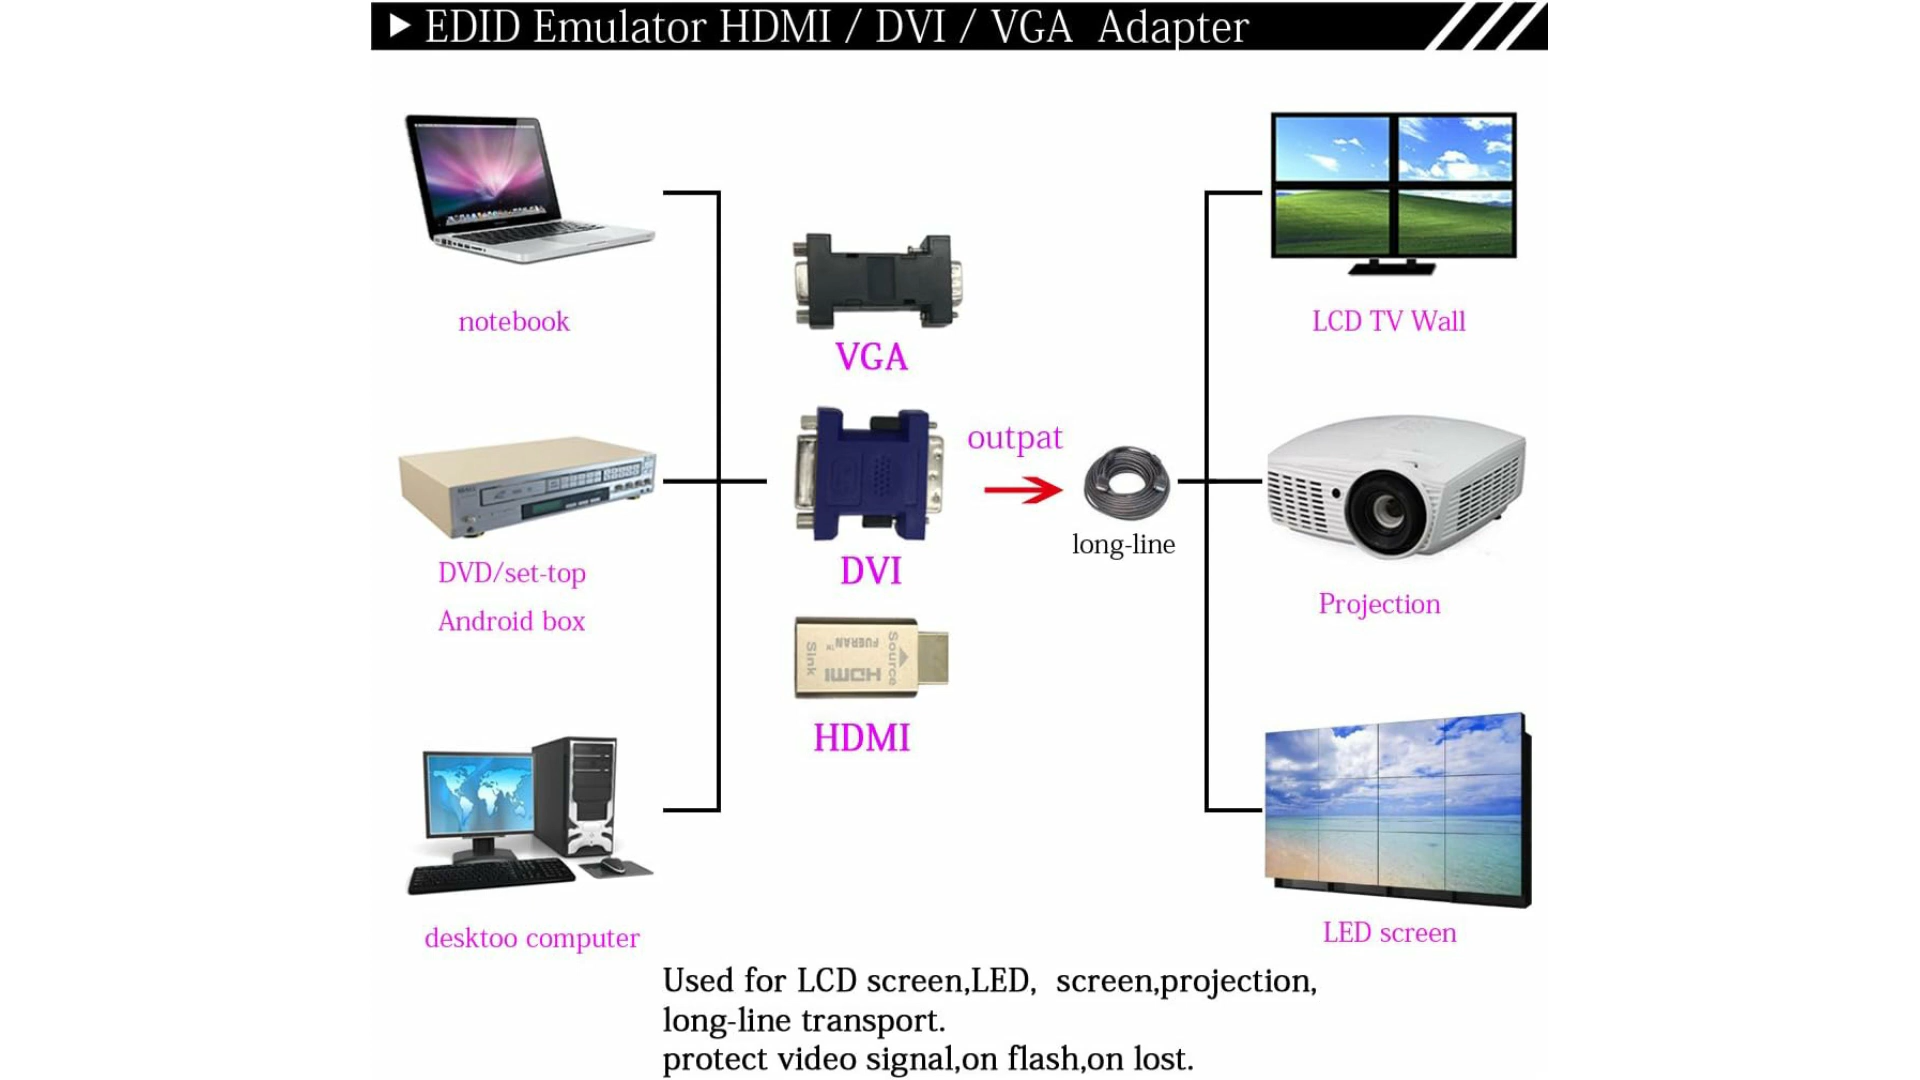 EDID Emulator HDMI / DVI / VGA Adapter
notebook
VGA
LCD TV Wall
outpat
long-line
DVI
DVD/set-top
Android box
Projection
Source
FUERAN™
HDMI
Sink
HDMI
desktoo computer
LED screen
Used for LCD screen,LED, screen,projection,
long-line transport.
protect video signal,on flash,on lost.